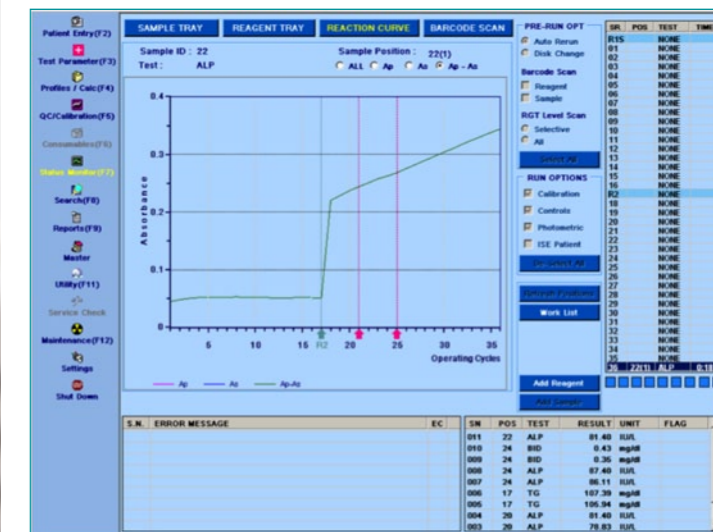 Patient Entry(F2)
Test Parameter(F3)
Profiles / Calc(F4)
QC/Calibration(F5)
Consumables(F6)
Status Monitor(F7)
Search(F8)
Reports(F9)
Master
Utility(F11)
Service Check
Maintenance(F12)
Settings
Shut Down
SAMPLE TRAY REAGENT TRAY REACTION CURVE BARCODE SCAN
Sample ID : 22 Sample Position : 22(1)
Test : ALP ALL Ap As Ap - As
Absorbance
0.4
0.3
0.2
0.1
0
5 10 15 R2 20 25 30 35
Operating Cycles
Ap As Ap-As
PRE-RUN OPT
Auto Rerun
Disk Change
Barcode Scan
Reagent
Sample
RGT Level Scan
Selective
All
Select All
RUN OPTIONS
Calibration
Controls
Photometric
ISE Patient
De-Select All
Refresh Positions
Work List
Add Reagent
Add Sample
SR. POS TEST TIME
R1S NONE
01 NONE
02 NONE
03 NONE
04 NONE
05 NONE
06 NONE
07 NONE
08 NONE
09 NONE
10 NONE
11 NONE
12 NONE
13 NONE
14 NONE
15 NONE
16 NONE
R2 NONE
18 NONE
19 NONE
20 NONE
21 NONE
22 NONE
23 NONE
24 NONE
25 NONE
26 NONE
27 NONE
28 NONE
29 NONE
30 NONE
31 NONE
32 NONE
33 NONE
34 NONE
35 NONE
36 22(1) ALP 0:18
S.N. ERROR MESSAGE EC
SN POS TEST RESULT UNIT FLAG
011 22 ALP 81.40 IU/L
010 24 BID 0.43 mg/dl
009 24 BID 0.35 mg/dl
008 24 ALP 87.40 IU/L
007 24 ALP 86.11 IU/L
006 17 TG 107.39 mg/dl
005 17 TG 105.94 mg/dl
004 20 ALP 81.40 IU/L
003 20 ALP 78.83 IU/L